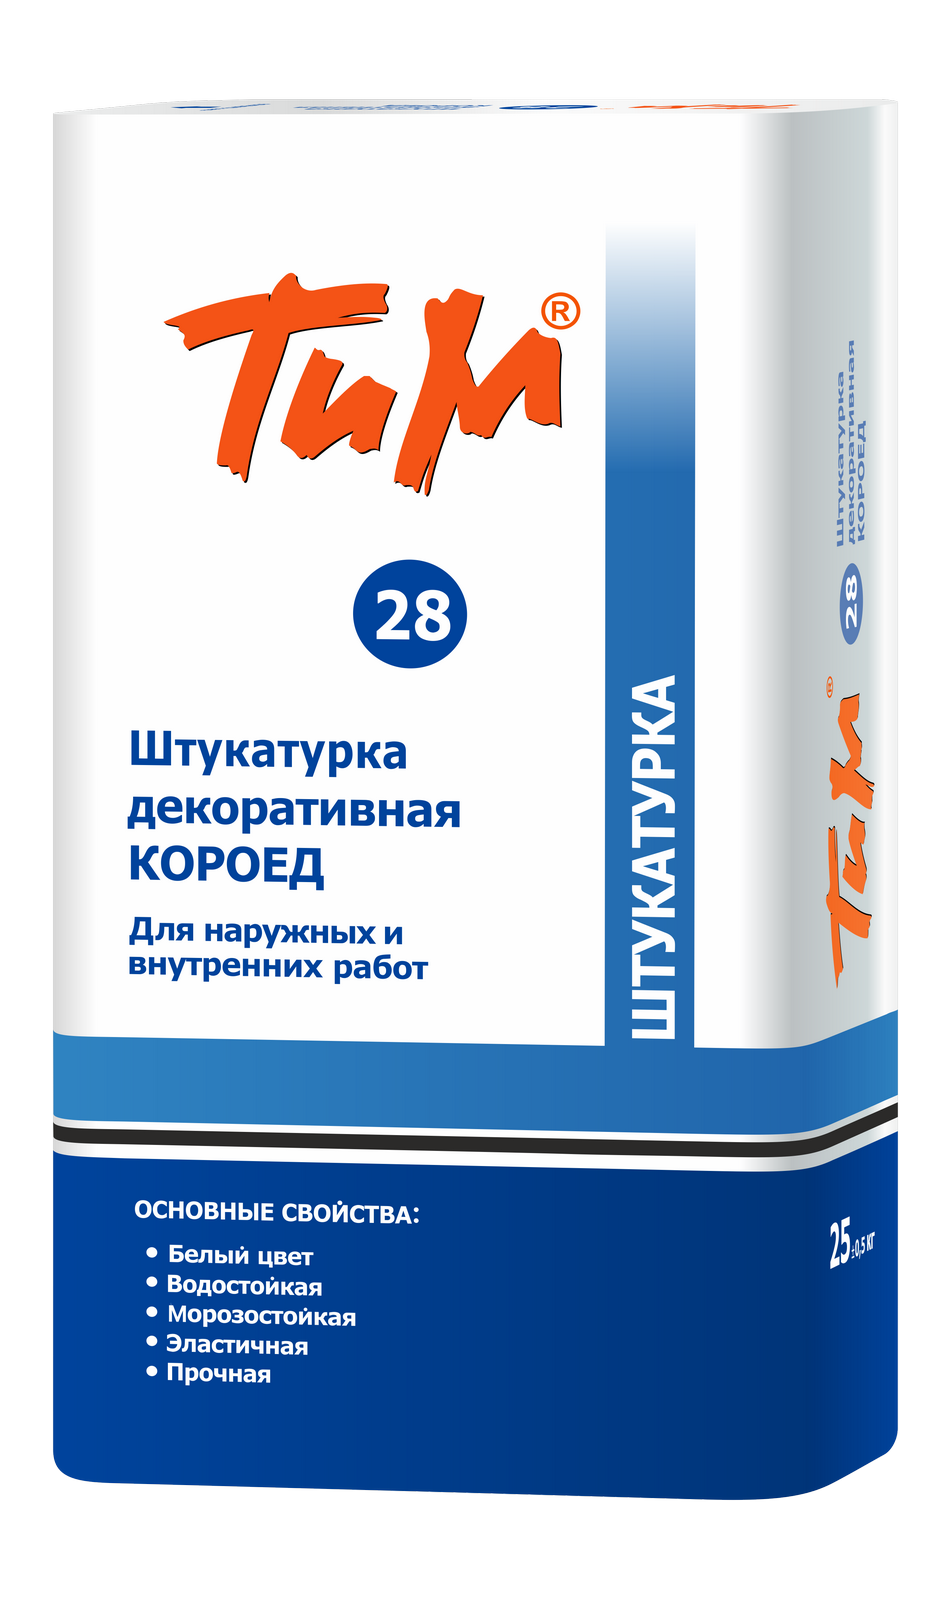 Тим®
28
Штукатурка
декоративная
КОРОЕД
Для наружных и
внутренних работ
ШТУКАТУРКА
ОСНОВНЫЕ СВОЙСТВА:
• Белый цвет
• Водостойкая
• Морозостойкая
• Эластичная
• Прочная
Штукатурка
декоративная
КОРОЕД
28
Тим®
25±0,5 кг